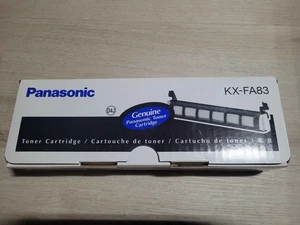 Panasonic
KX-FA83
Genuine
Panasonic Toner
Cartridge
Toner Cartridge / Cartouche de toner / Cartucho de toner /